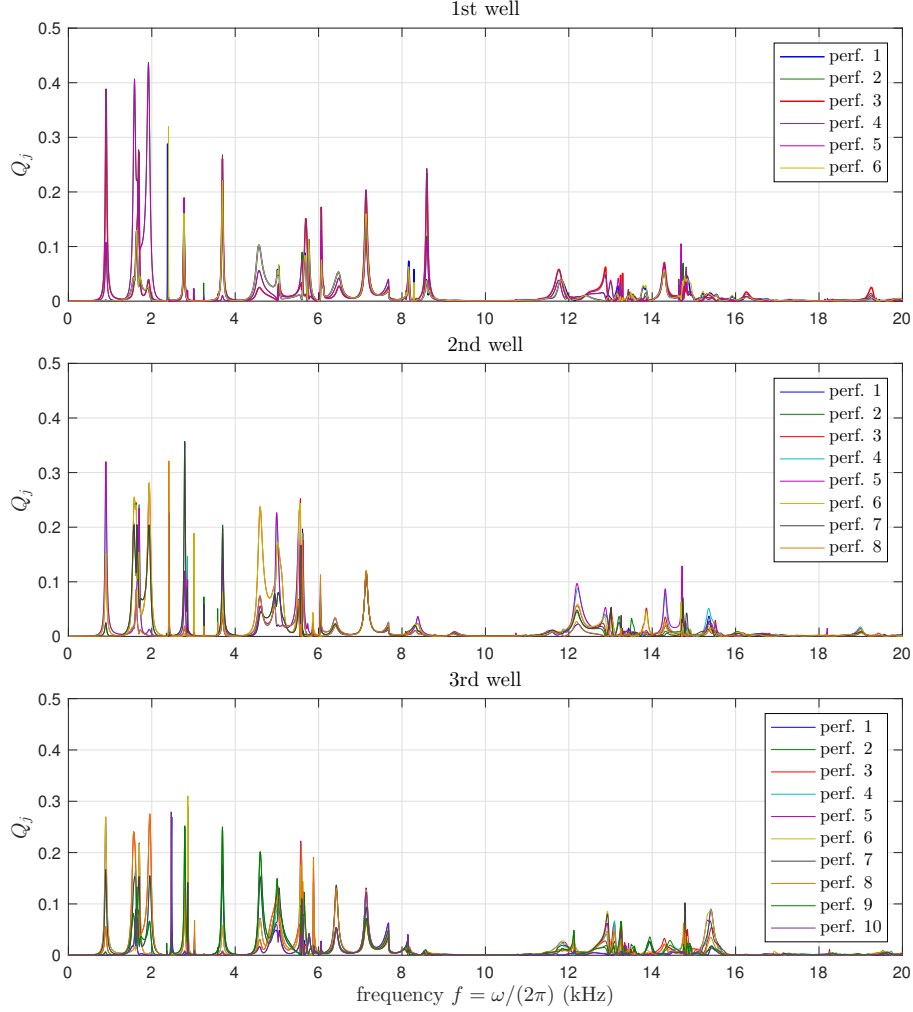 1st well
0.5
0.4
0.3
0.2
0.1
0
Q_j
perf. 1
perf. 2
perf. 3
perf. 4
perf. 5
perf. 6
0 2 4 6 8 10 12 14 16 18 20
2nd well
0.5
0.4
0.3
0.2
0.1
0
Q_j
perf. 1
perf. 2
perf. 3
perf. 4
perf. 5
perf. 6
perf. 7
perf. 8
0 2 4 6 8 10 12 14 16 18 20
3rd well
0.5
0.4
0.3
0.2
0.1
0
Q_j
perf. 1
perf. 2
perf. 3
perf. 4
perf. 5
perf. 6
perf. 7
perf. 8
perf. 9
perf. 10
0 2 4 6 8 10 12 14 16 18 20
frequency f = ω/(2π) (kHz)